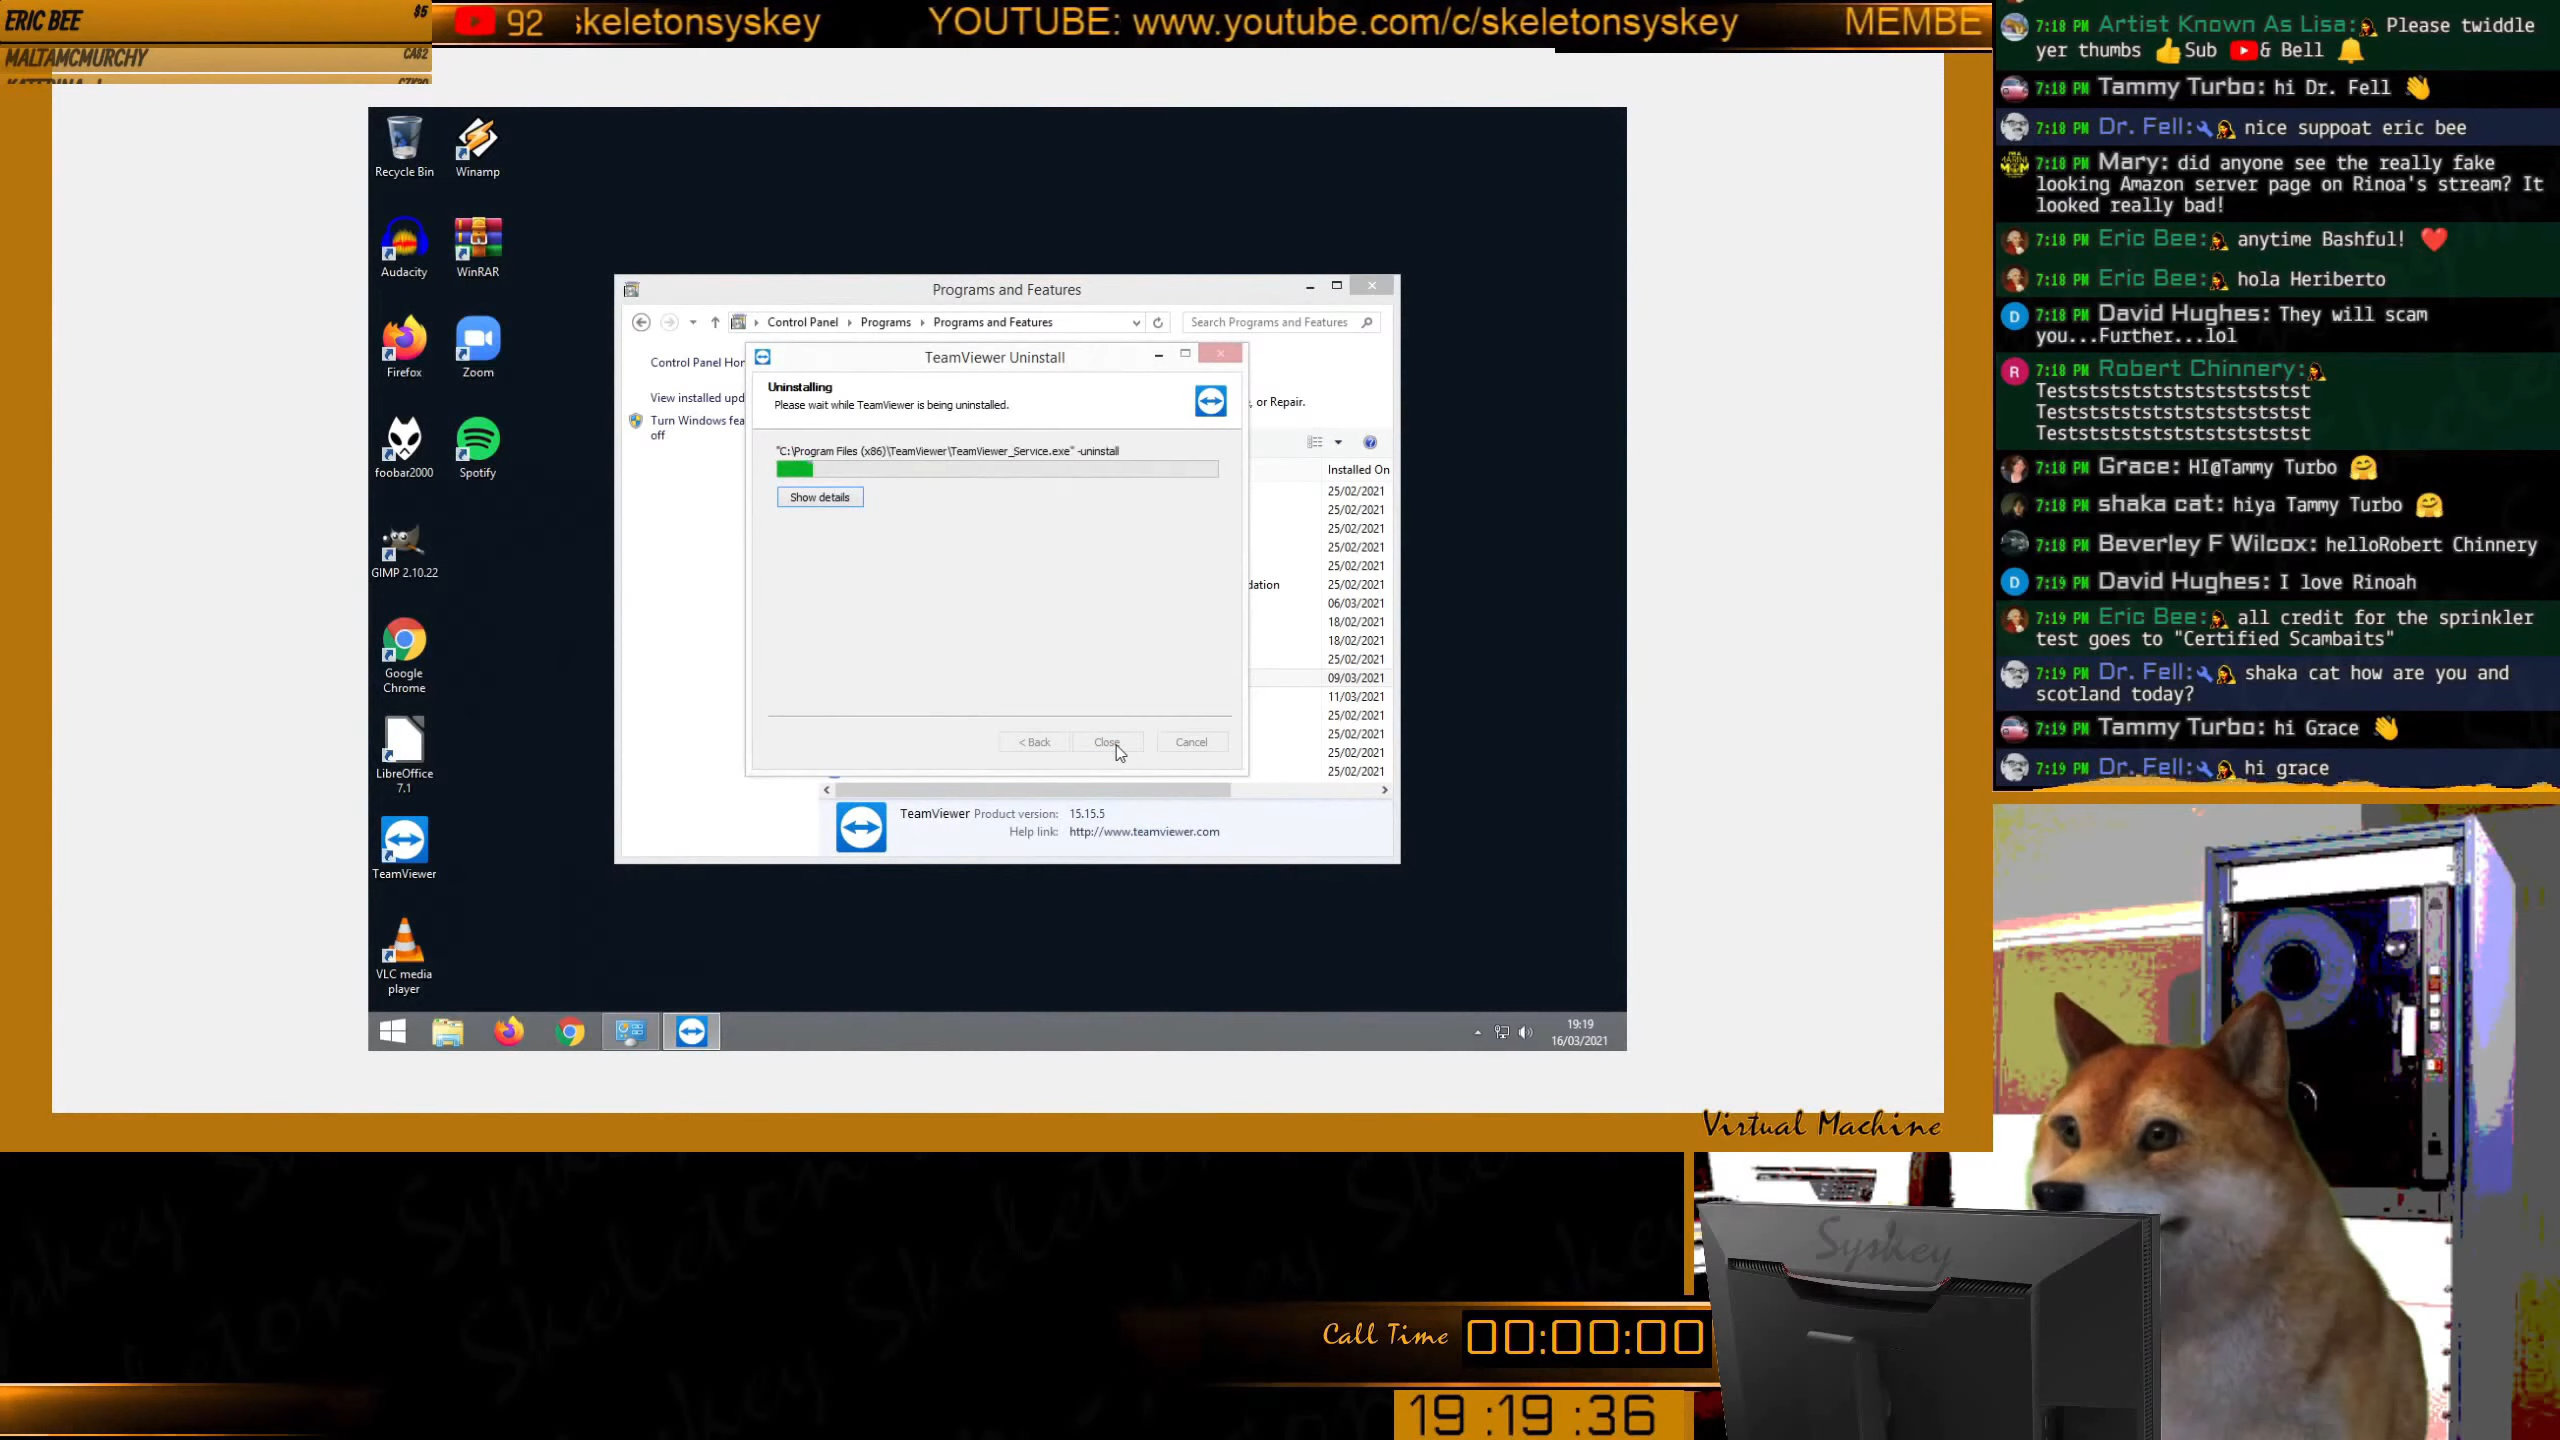 ERIC BEE $5
MALTAMCMURCHY CA$2
92 skeletonsyskey YOUTUBE: www.youtube.com/c/skeletonsyskey MEMBE
Recycle Bin
Winamp
Audacity
WinRAR
Firefox
Zoom
foobar2000
Spotify
GIMP 2.10.22
Google
Chrome
LibreOffice
7.1
TeamViewer
VLC media
player
Programs and Features
Control Panel Programs Programs and Features
Search Programs and Features
Control Panel Hor
View installed upd
Turn Windows fea
off
, or Repair.
TeamViewer Uninstall
Uninstalling
Please wait while TeamViewer is being uninstalled.
"C:\Program Files (x86)\TeamViewer\TeamViewer_Service.exe" -uninstall
Show details
< Back Close Cancel
Installed On
25/02/2021
25/02/2021
25/02/2021
25/02/2021
25/02/2021
dation 25/02/2021
06/03/2021
18/02/2021
18/02/2021
25/02/2021
09/03/2021
11/03/2021
25/02/2021
25/02/2021
25/02/2021
25/02/2021
TeamViewer Product version: 15.15.5
Help link: http://www.teamviewer.com
19:19
16/03/2021
Virtual Machine
7:18 PM Artist Known As Lisa: Please twiddle
yer thumbs 👍Sub & Bell 🔔
7:18 PM Tammy Turbo: hi Dr. Fell 👋
7:18 PM Dr. Fell: nice suppoat eric bee
7:18 PM Mary: did anyone see the really fake
looking Amazon server page on Rinoa's stream? It
looked really bad!
7:18 PM Eric Bee: anytime Bashful! ❤️
7:18 PM Eric Bee: hola Heriberto
7:18 PM David Hughes: They will scam
you...Further...lol
7:18 PM Robert Chinnery:
Teststststststststststst
Teststststststststststst
Teststststststststststst
7:18 PM Grace: HI@Tammy Turbo 🤗
7:18 PM shaka cat: hiya Tammy Turbo 🤗
7:18 PM Beverley F Wilcox: helloRobert Chinnery
7:19 PM David Hughes: I love Rinoah
7:19 PM Eric Bee: all credit for the sprinkler
test goes to "Certified Scambaits"
7:19 PM Dr. Fell: shaka cat how are you and
scotland today?
7:19 PM Tammy Turbo: hi Grace 👋
7:19 PM Dr. Fell: hi grace
Syskey
Call Time 00:00:00
19:19:36